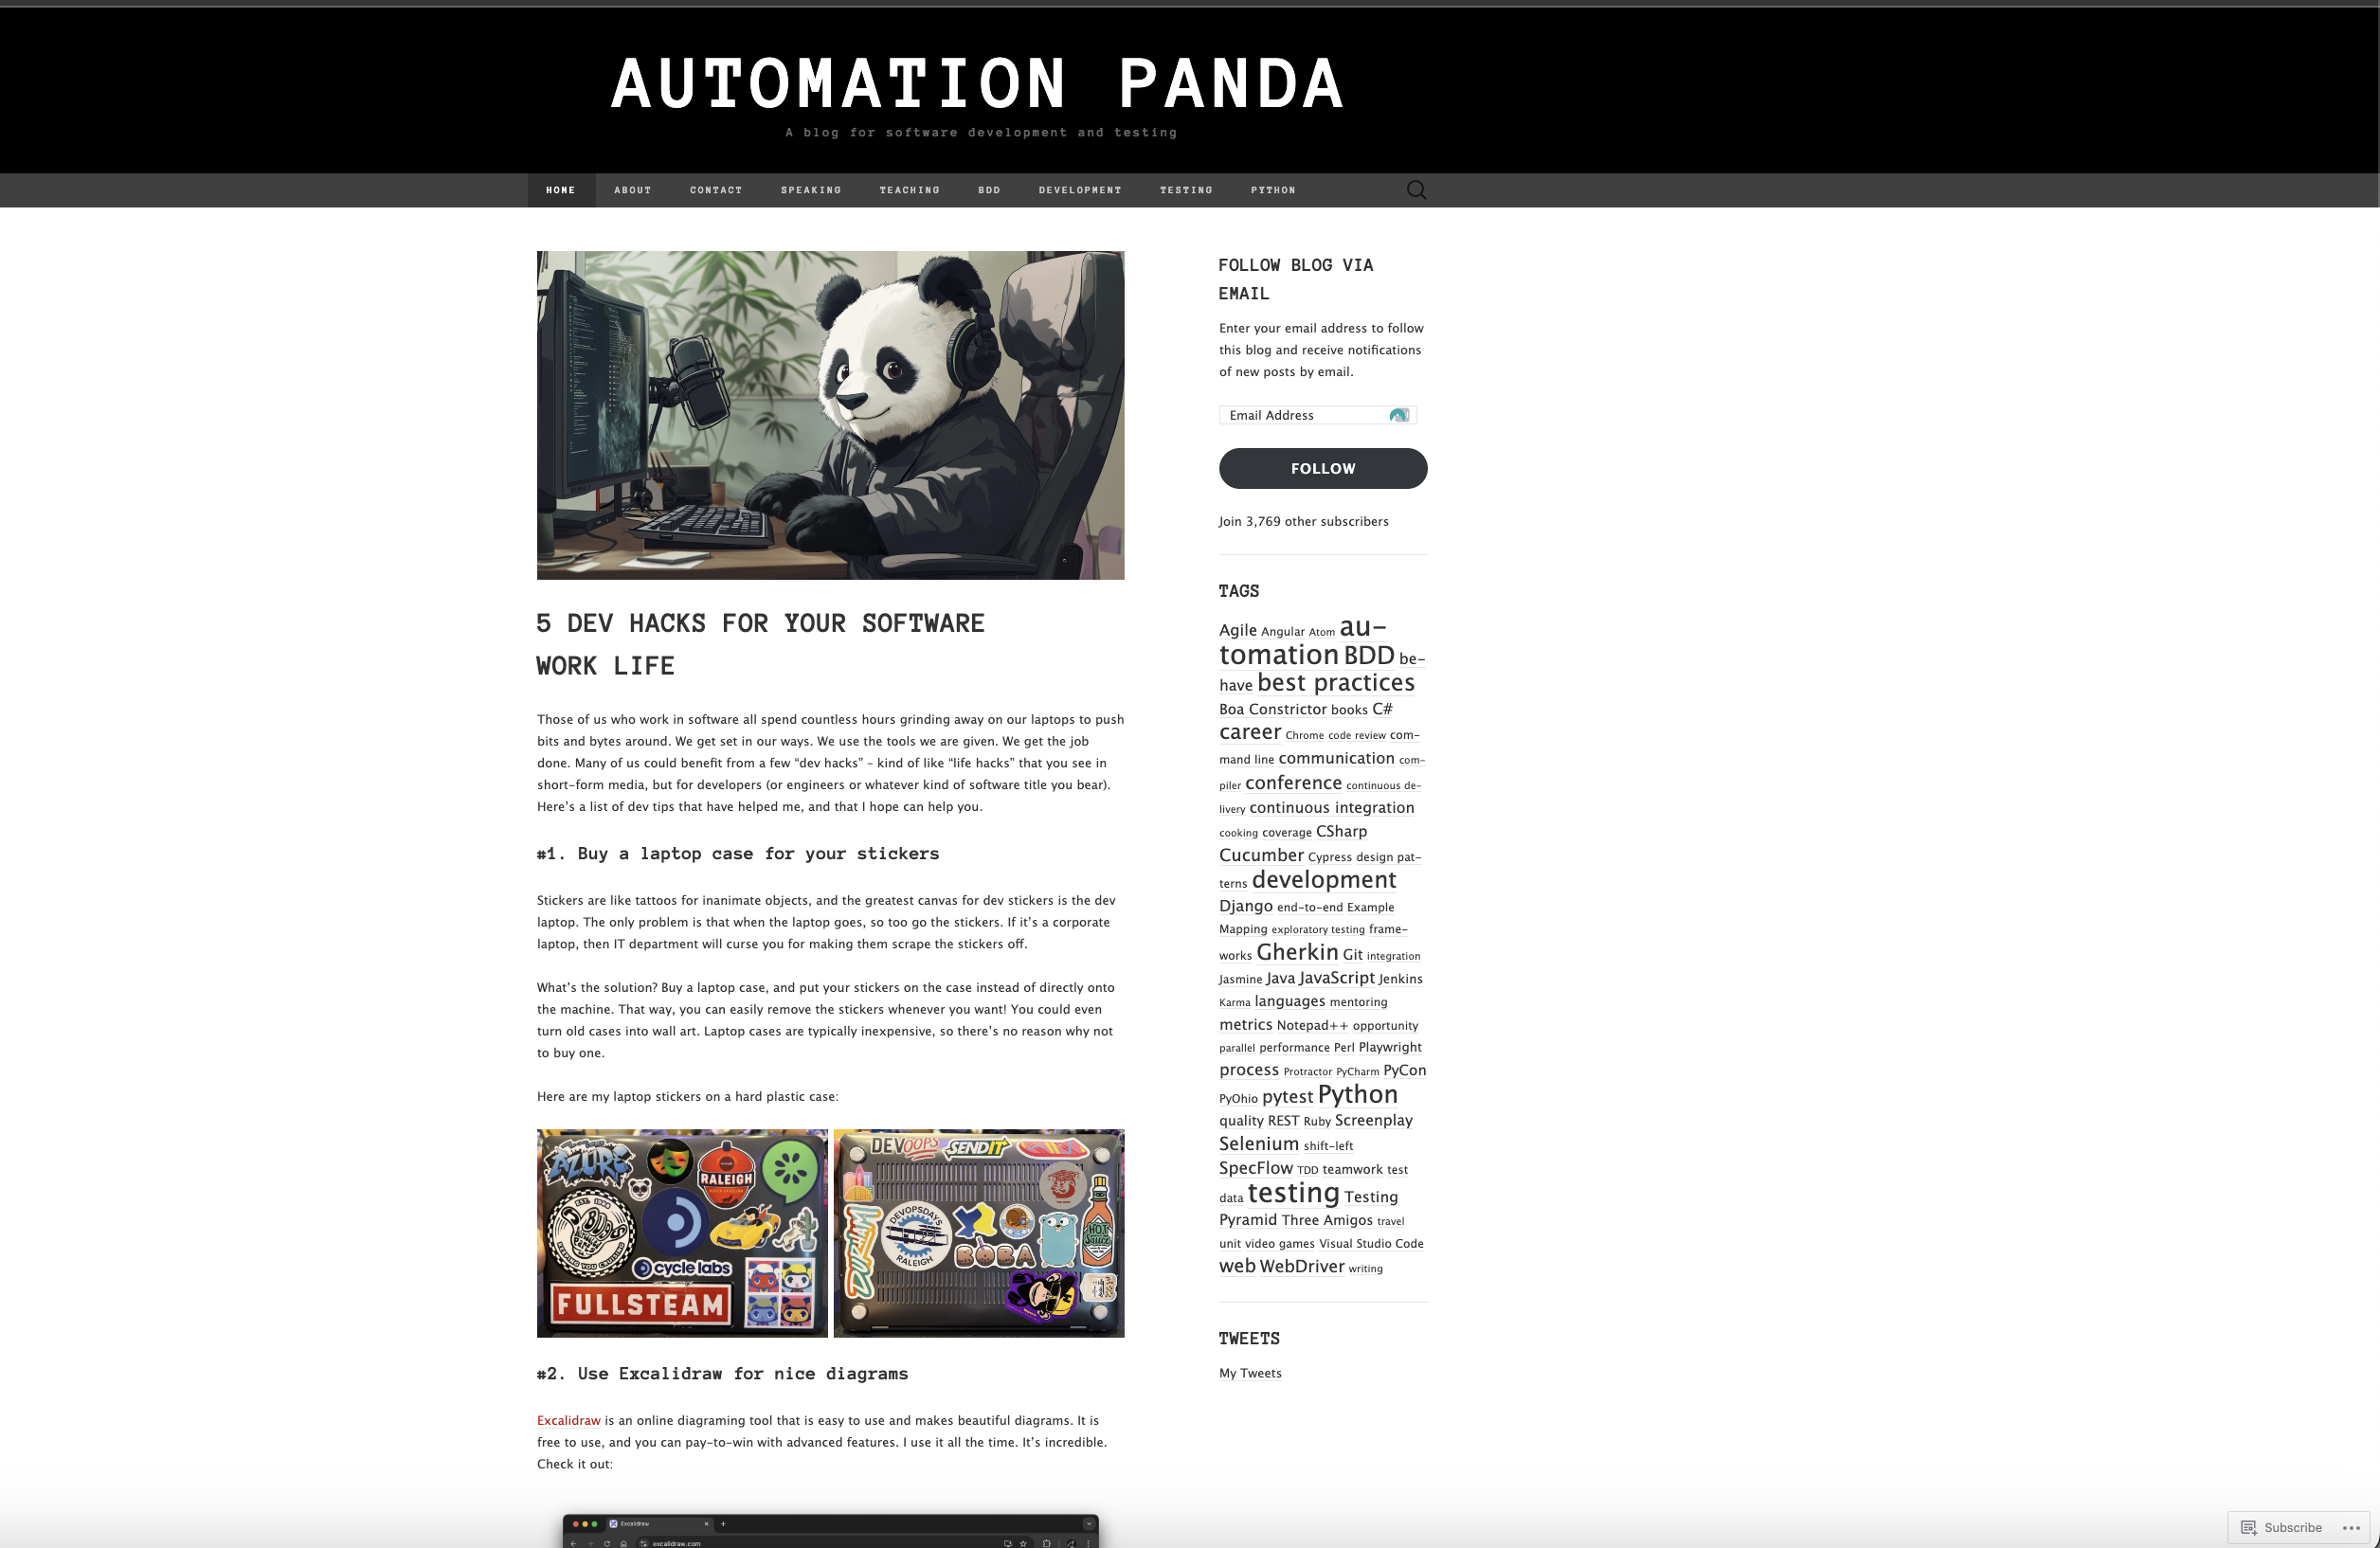 AUTOMATION PANDA
A blog for software development and testing
HOME ABOUT CONTACT SPEAKING TEACHING BDD DEVELOPMENT TESTING PYTHON
5 DEV HACKS FOR YOUR SOFTWARE
WORK LIFE
Those of us who work in software all spend countless hours grinding away on our laptops to push
bits and bytes around. We get set in our ways. We use the tools we are given. We get the job
done. Many of us could benefit from a few “dev hacks” – kind of like “life hacks” that you see in
short-form media, but for developers (or engineers or whatever kind of software title you bear).
Here’s a list of dev tips that have helped me, and that I hope can help you.
#1. Buy a laptop case for your stickers
Stickers are like tattoos for inanimate objects, and the greatest canvas for dev stickers is the dev
laptop. The only problem is that when the laptop goes, so too go the stickers. If it’s a corporate
laptop, then IT department will curse you for making them scrape the stickers off.
What’s the solution? Buy a laptop case, and put your stickers on the case instead of directly onto
the machine. That way, you can easily remove the stickers whenever you want! You could even
turn old cases into wall art. Laptop cases are typically inexpensive, so there’s no reason why not
to buy one.
Here are my laptop stickers on a hard plastic case:
AZURE
RALEIGH
EST.
KEEPING YOU
cycle labs
FULLSTEAM
DEVOOPS
SENDIT
DEVOPSDAYS
RALEIGH
BOBA
HOT
Sauce
#2. Use Excalidraw for nice diagrams
Excalidraw is an online diagraming tool that is easy to use and makes beautiful diagrams. It is
free to use, and you can pay-to-win with advanced features. I use it all the time. It’s incredible.
Check it out:
Excalidraw
excalidraw.com
FOLLOW BLOG VIA
EMAIL
Enter your email address to follow
this blog and receive notifications
of new posts by email.
Email Address
FOLLOW
Join 3,769 other subscribers
TAGS
Agile Angular Atom au-
tomation BDD be-
have best practices
Boa Constrictor books C#
career Chrome code review com-
mand line communication com-
piler conference continuous de-
livery continuous integration
cooking coverage CSharp
Cucumber Cypress design pat-
terns development
Django end-to-end Example
Mapping exploratory testing frame-
works Gherkin Git integration
Jasmine Java JavaScript Jenkins
Karma languages mentoring
metrics Notepad++ opportunity
parallel performance Perl Playwright
process Protractor PyCharm PyCon
PyOhio pytest Python
quality REST Ruby Screenplay
Selenium shift-left
SpecFlow TDD teamwork test
data testing Testing
Pyramid Three Amigos travel
unit video games Visual Studio Code
web WebDriver writing
TWEETS
My Tweets
Subscribe